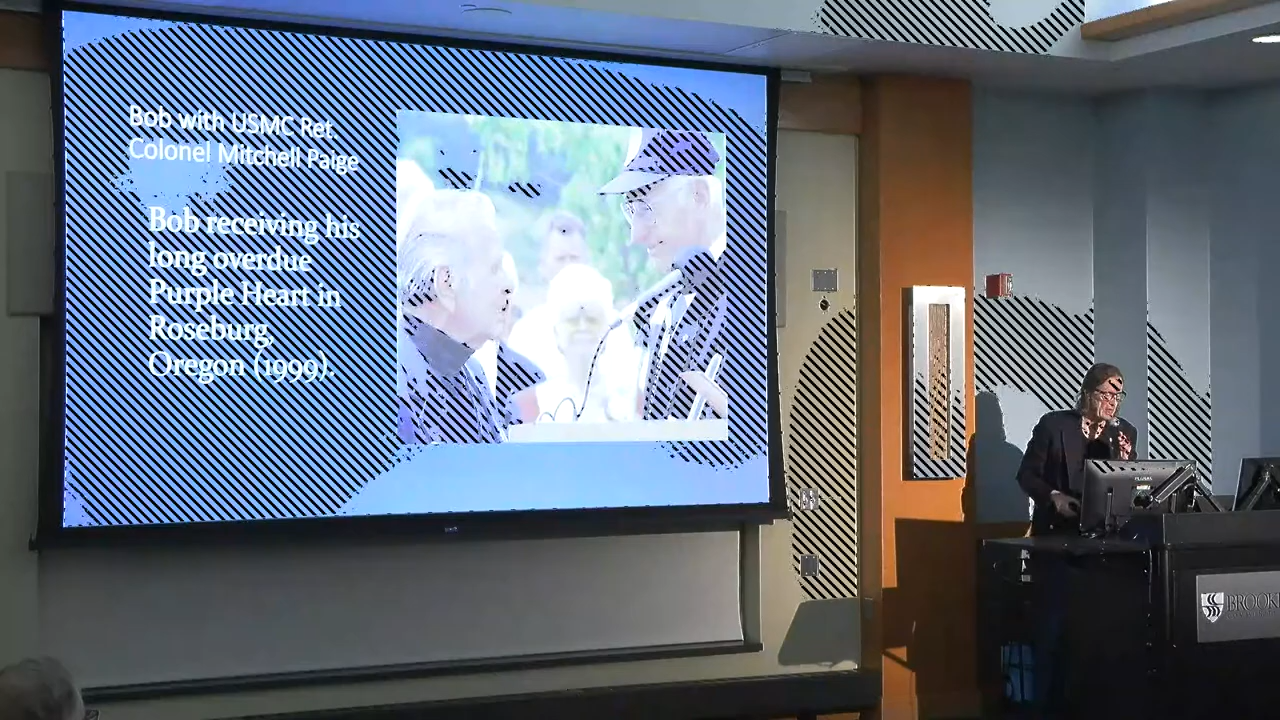 Bob with USMC Ret.
Colonel Mitchell Paige
Bob receiving his
long overdue
Purple Heart in
Roseburg,
Oregon (1999).